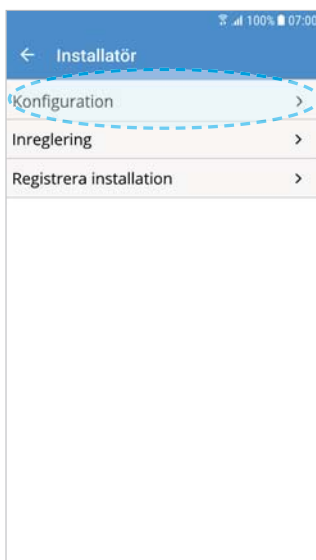 100% 07:00
← Installatör
Konfiguration >
Inreglering >
Registrera installation >